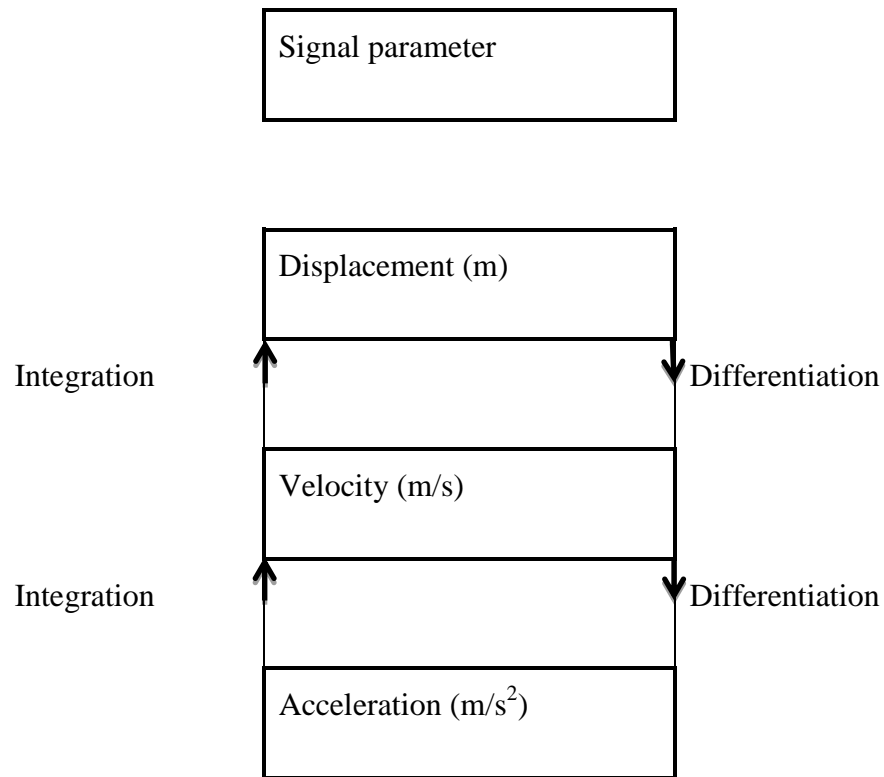 Signal parameter
Displacement (m)
Integration
Differentiation
Velocity (m/s)
Integration
Differentiation
Acceleration (m/s²)